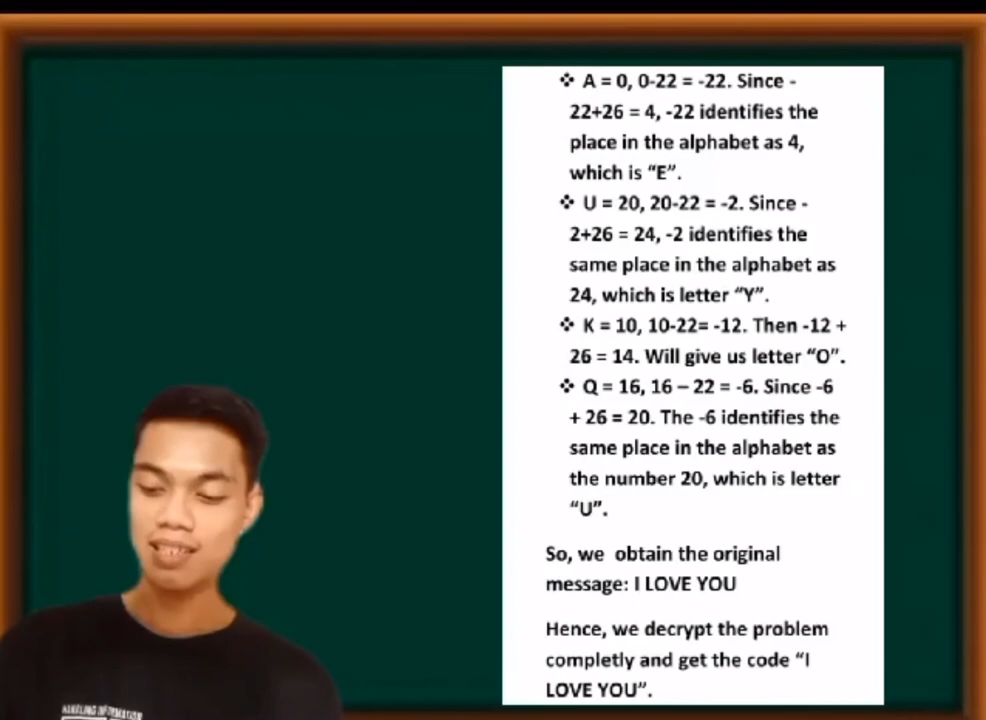 ❖ A = 0, 0-22 = -22. Since -
22+26 = 4, -22 identifies the
place in the alphabet as 4,
which is “E”.
❖ U = 20, 20-22 = -2. Since -
2+26 = 24, -2 identifies the
same place in the alphabet as
24, which is letter “Y”.
❖ K = 10, 10-22= -12. Then -12 +
26 = 14. Will give us letter “O”.
❖ Q = 16, 16 – 22 = -6. Since -6
+ 26 = 20. The -6 identifies the
same place in the alphabet as
the number 20, which is letter
“U”.
So, we obtain the original
message: I LOVE YOU
Hence, we decrypt the problem
completly and get the code “I
LOVE YOU”.